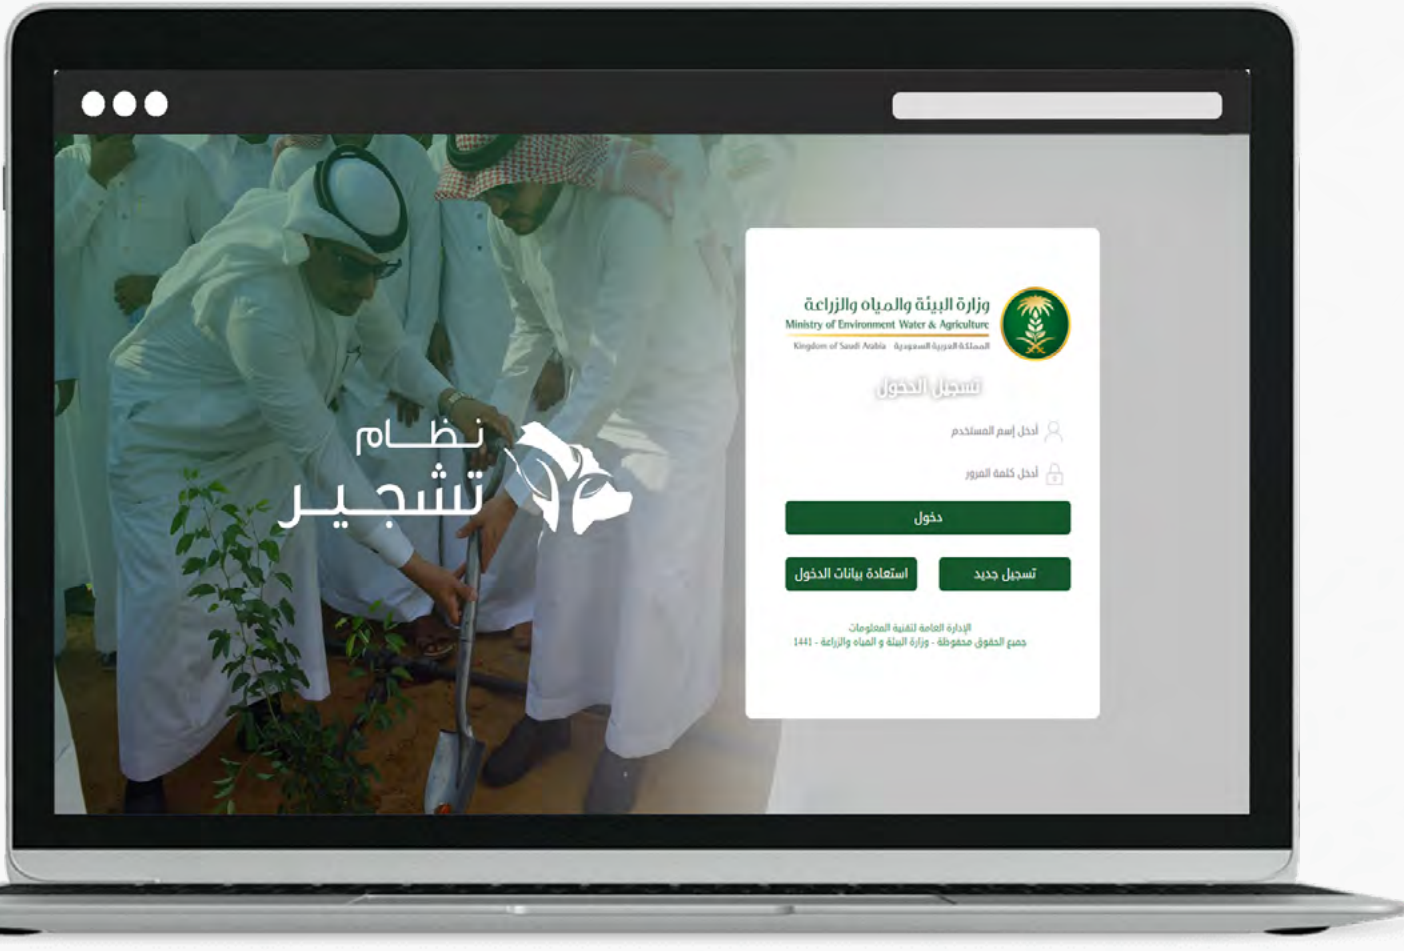 نظام
تشجير
وزارة البيئة والمياه والزراعة
Ministry of Environment Water & Agriculture
المملكة العربية السعودية Kingdom of Saudi Arabia
تسجيل الدخول
أدخل إسم المستخدم
أدخل كلمة المرور
دخول
تسجيل جديد
استعادة بيانات الدخول
الإدارة العامة لتقنية المعلومات
جميع الحقوق محفوظة - وزارة البيئة و المياه والزراعة - 1441